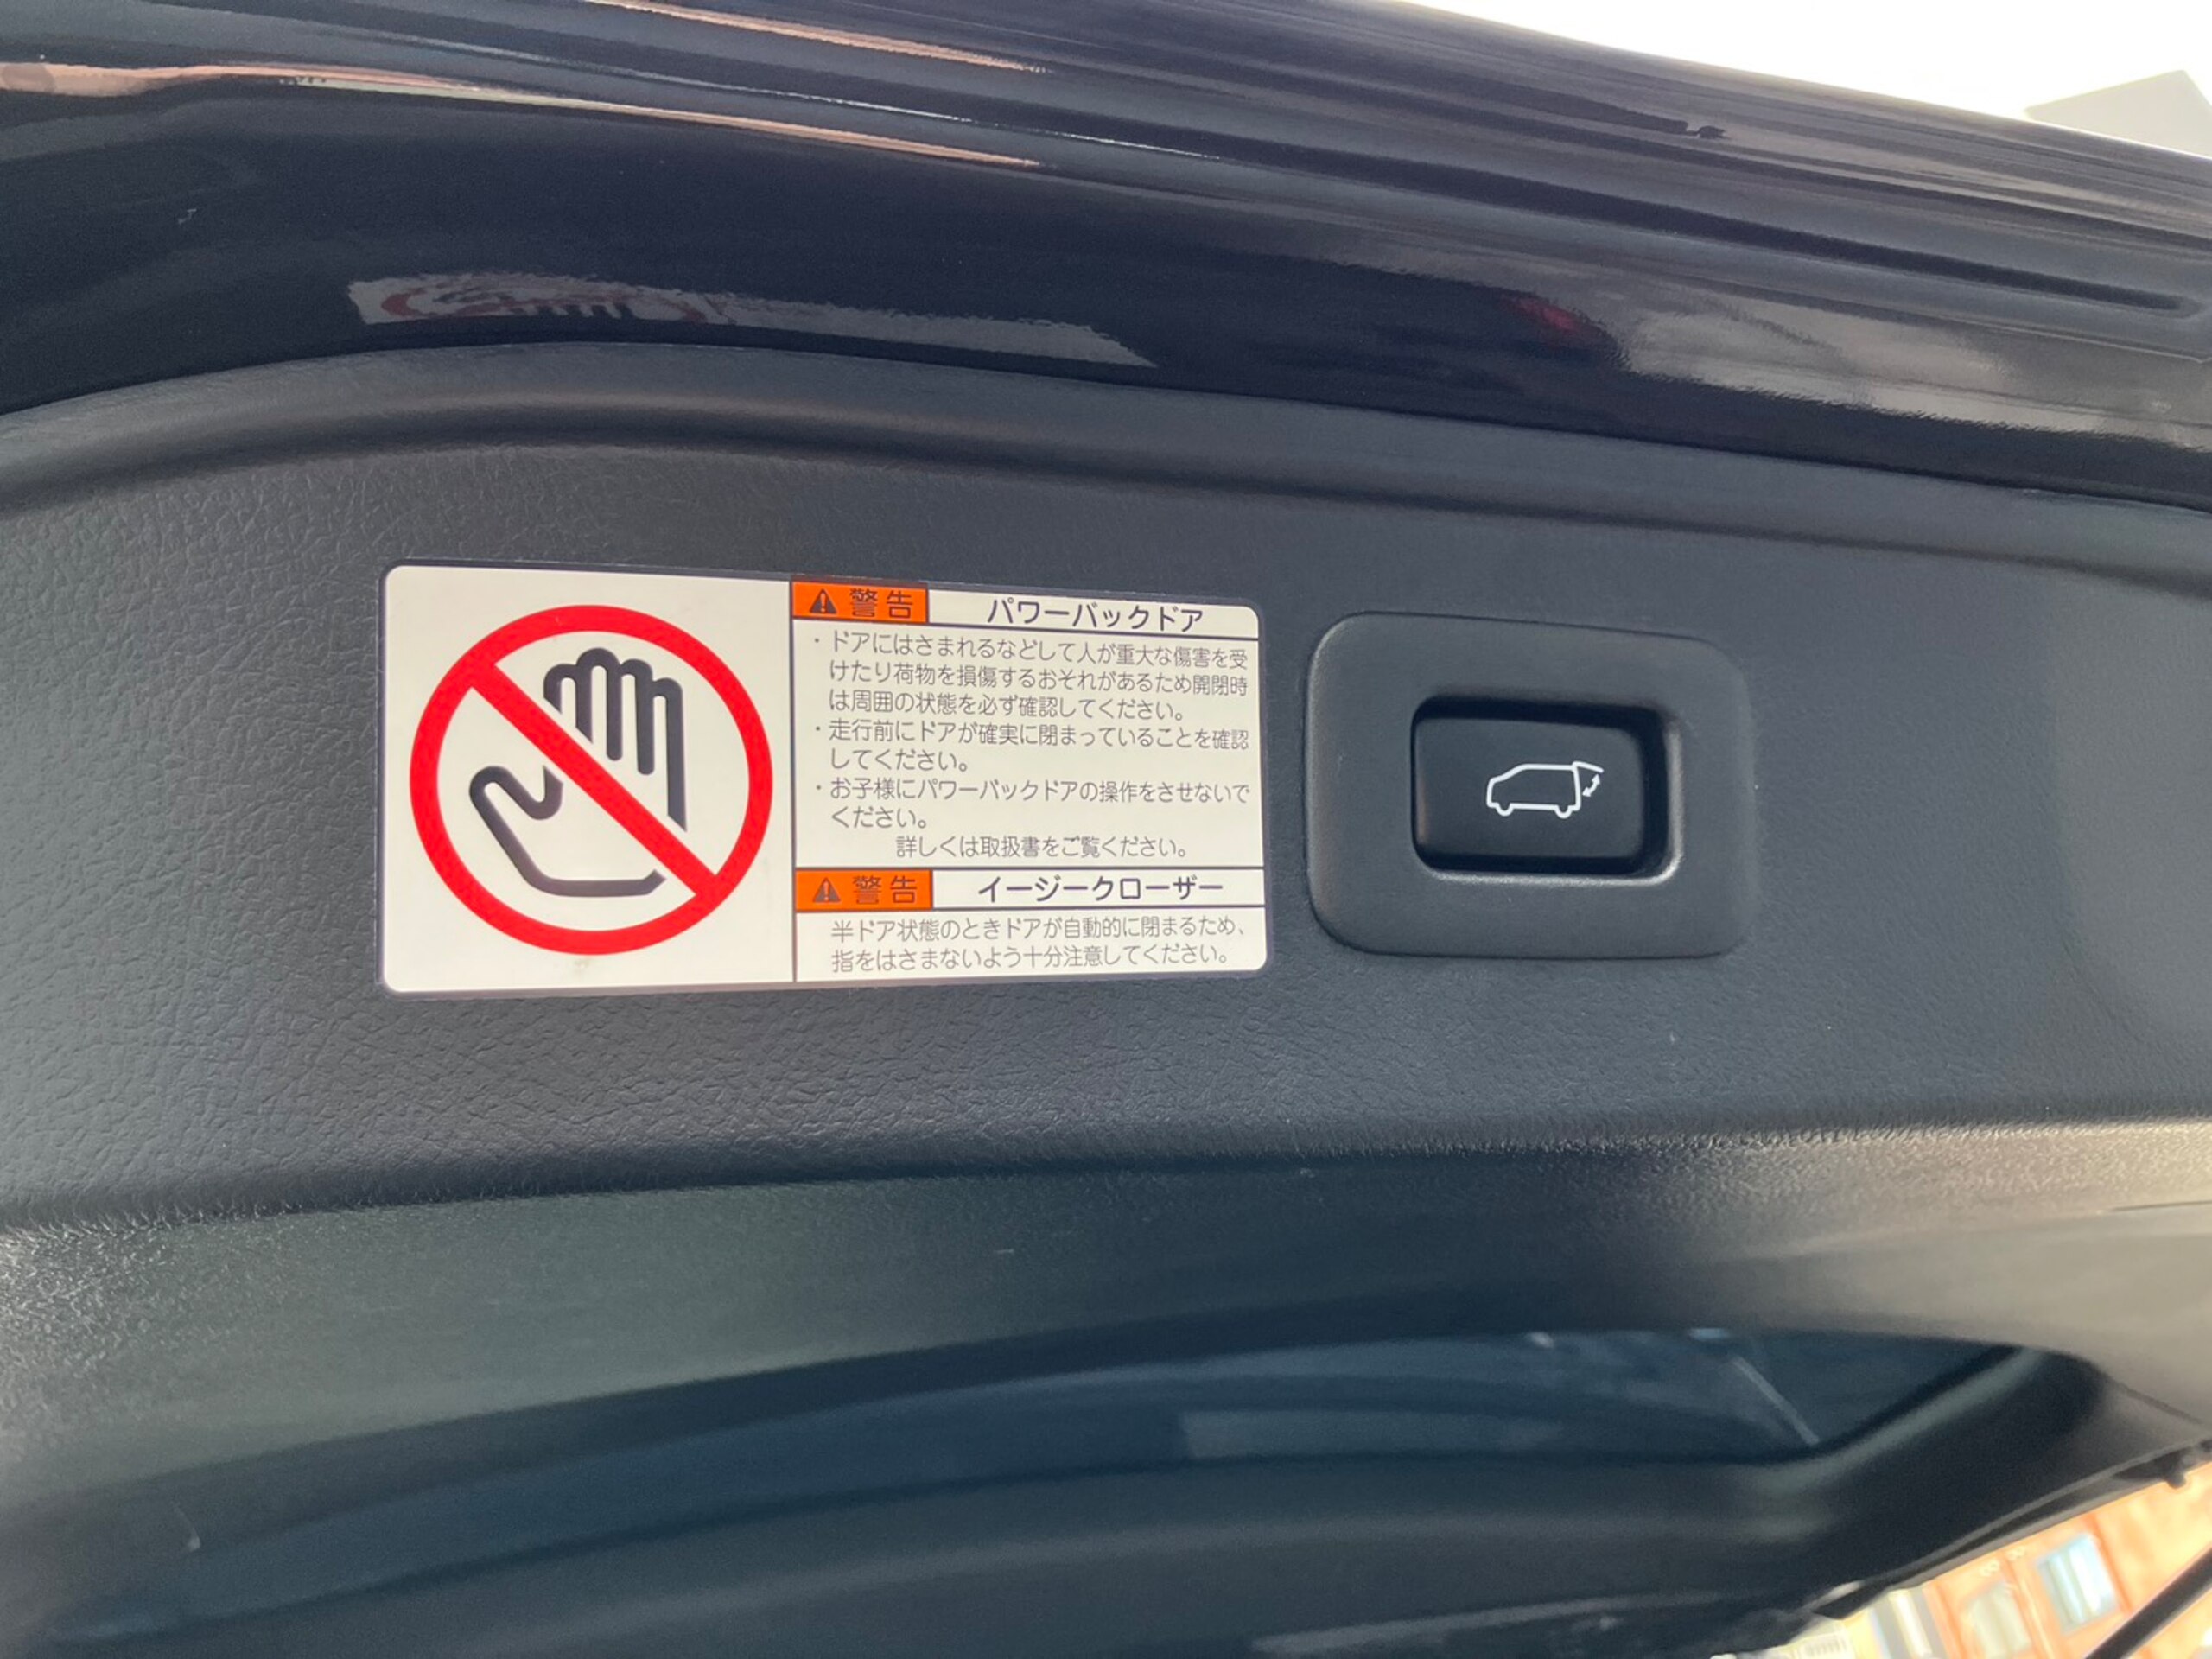 警告 パワーバックドア
・ドアにはさまれるなどして人が重大な傷害を受
けたり荷物を損傷するおそれがあるため開閉時
は周囲の状態を必ず確認してください。
・走行前にドアが確実に閉まっていることを確認
してください。
・お子様にパワーバックドアの操作をさせないで
ください。
詳しくは取扱書をご覧ください。
警告 イージークローザー
半ドア状態のときドアが自動的に閉まるため、
指をはさまないよう十分注意してください。